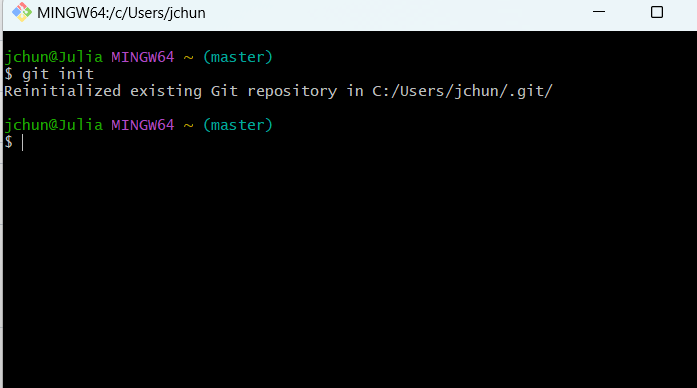 MINGW64:/c/Users/jchun
jchun@Julia MINGW64 ~ (master)
$ git init
Reinitialized existing Git repository in C:/Users/jchun/.git/
jchun@Julia MINGW64 ~ (master)
$